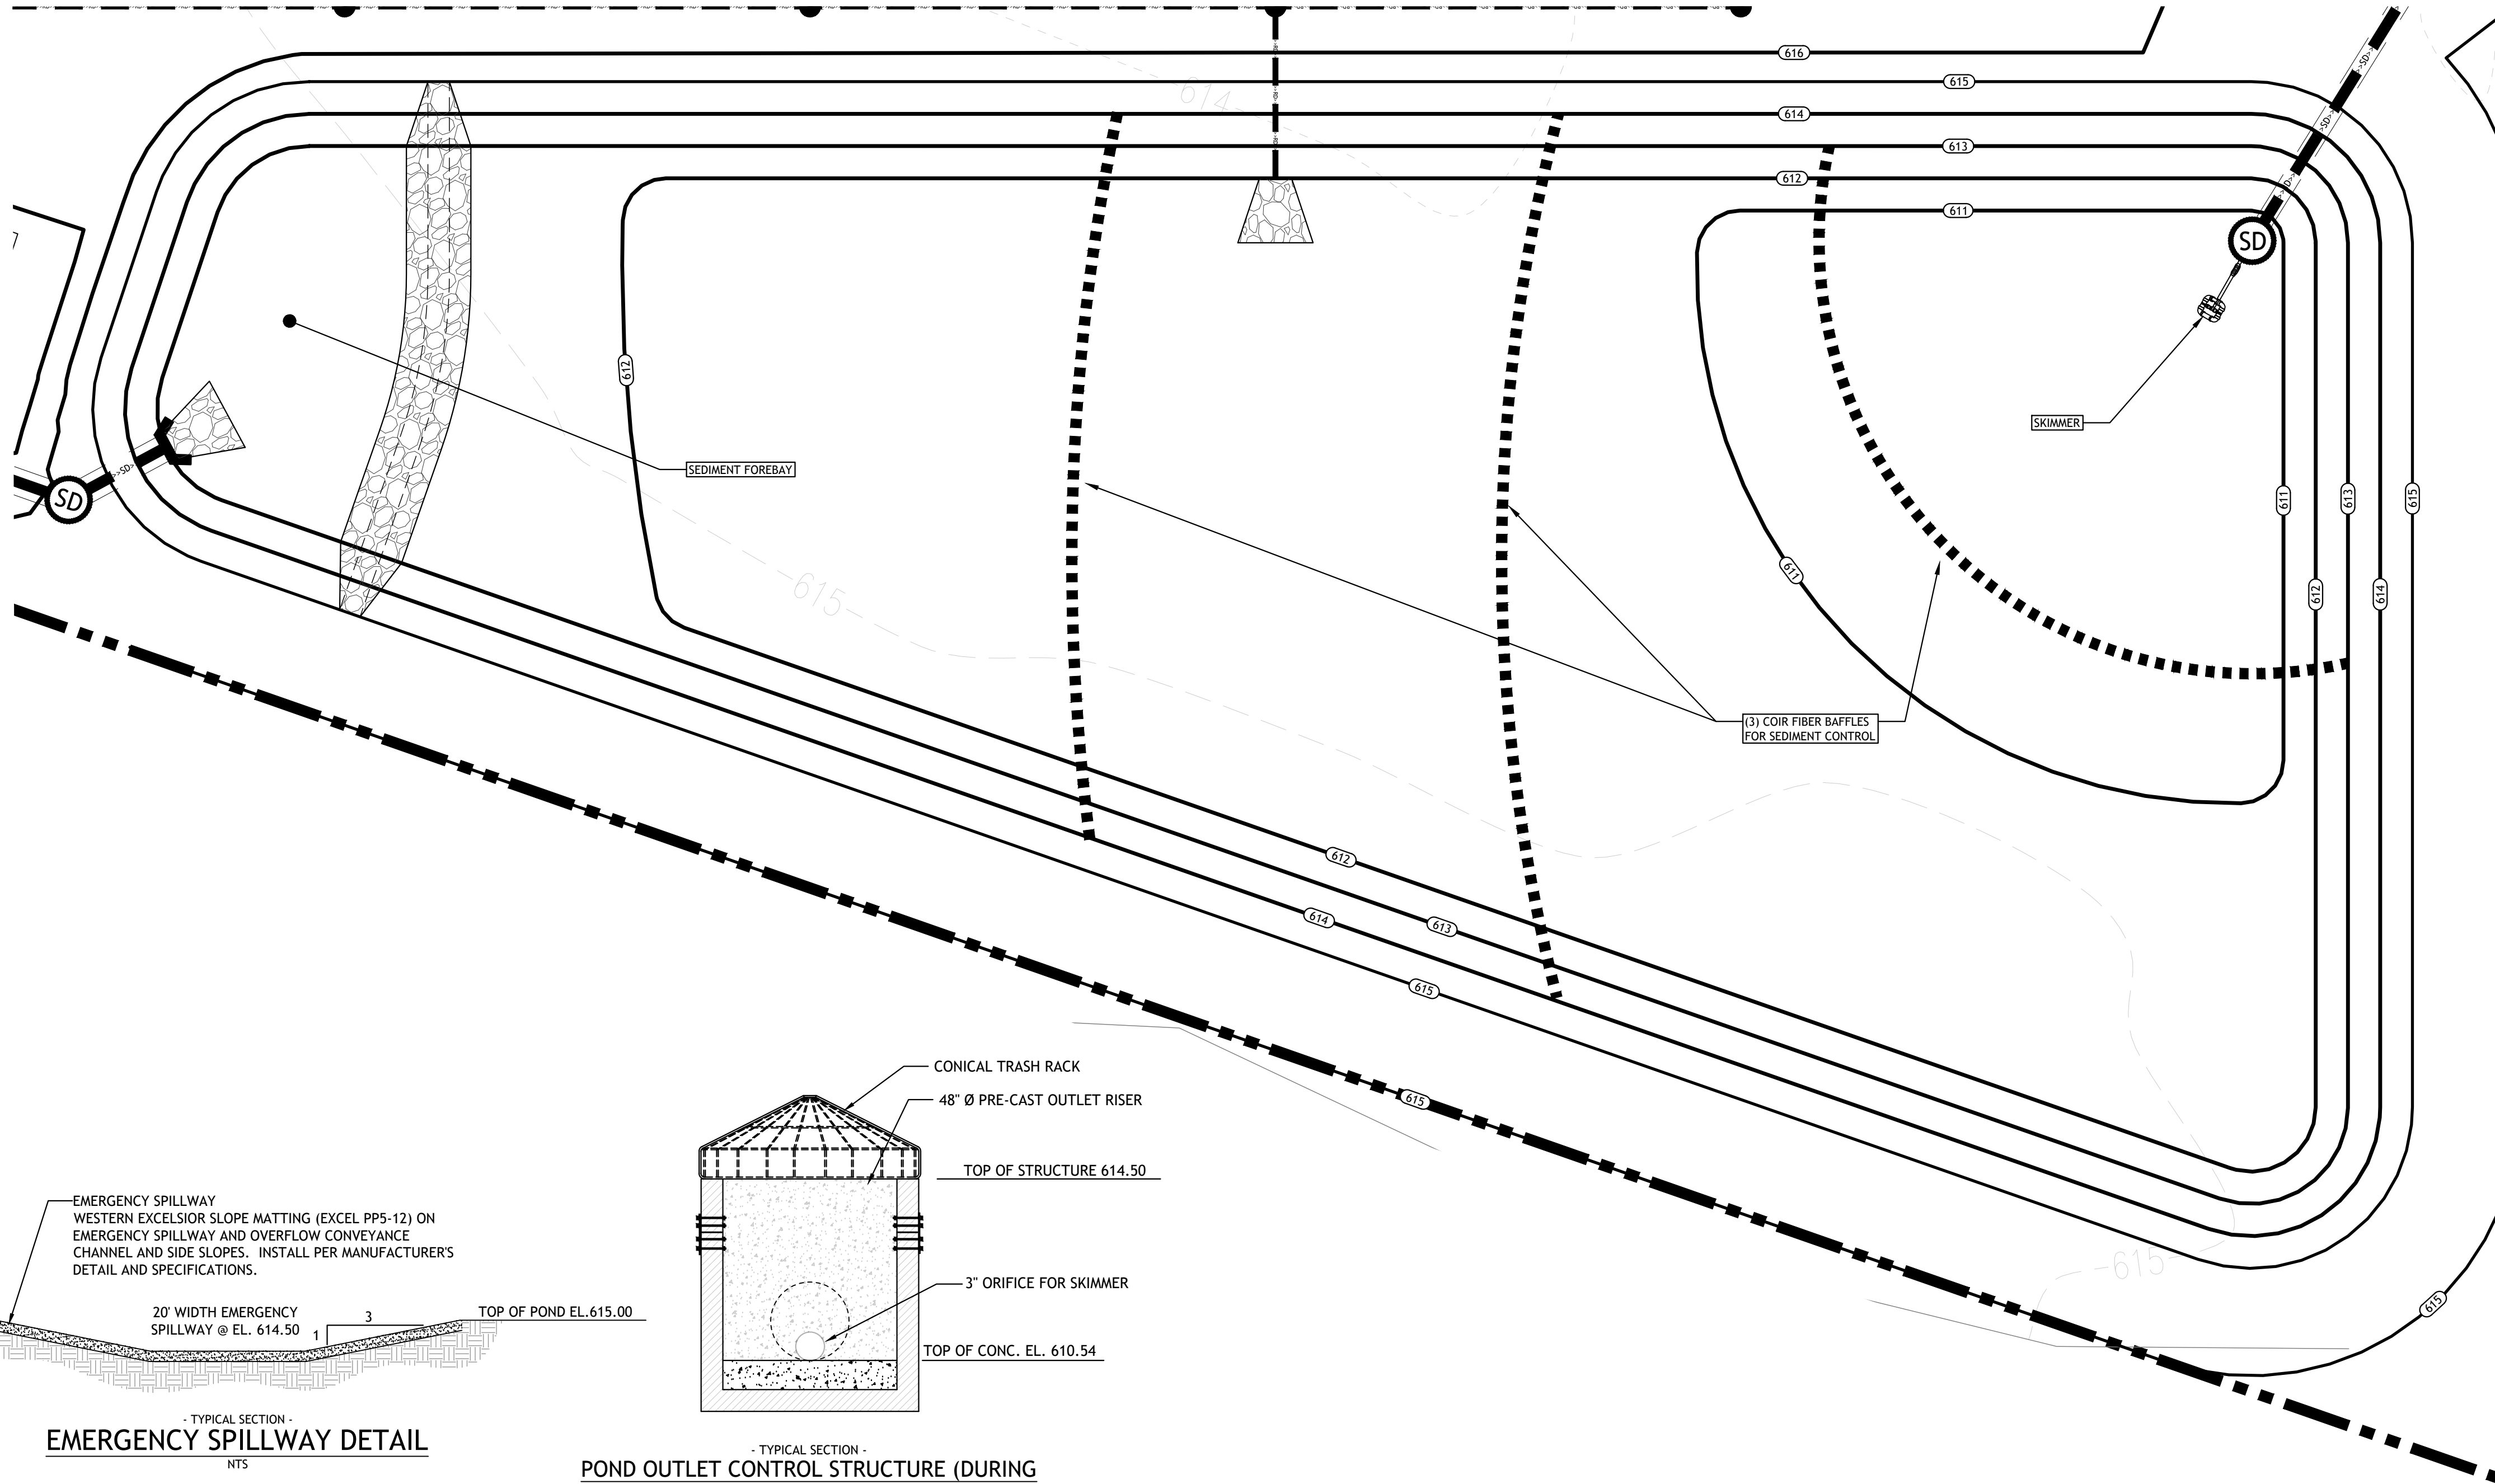 616
615
614
614
613
612
611
>>SD>>
>>SD>
SD
612
SKIMMER
SEDIMENT FOREBAY
>>SD>
SD
611
613
615
611
612
614
615
(3) COIR FIBER BAFFLES
FOR SEDIMENT CONTROL
612
614
613
615
615
615
615
CONICAL TRASH RACK
48" Ø PRE-CAST OUTLET RISER
TOP OF STRUCTURE 614.50
3" ORIFICE FOR SKIMMER
TOP OF CONC. EL. 610.54
EMERGENCY SPILLWAY
WESTERN EXCELSIOR SLOPE MATTING (EXCEL PP5-12) ON
EMERGENCY SPILLWAY AND OVERFLOW CONVEYANCE
CHANNEL AND SIDE SLOPES. INSTALL PER MANUFACTURER'S
DETAIL AND SPECIFICATIONS.
20' WIDTH EMERGENCY
SPILLWAY @ EL. 614.50
1
3
TOP OF POND EL.615.00
- TYPICAL SECTION -
EMERGENCY SPILLWAY DETAIL
NTS
- TYPICAL SECTION -
POND OUTLET CONTROL STRUCTURE (DURING